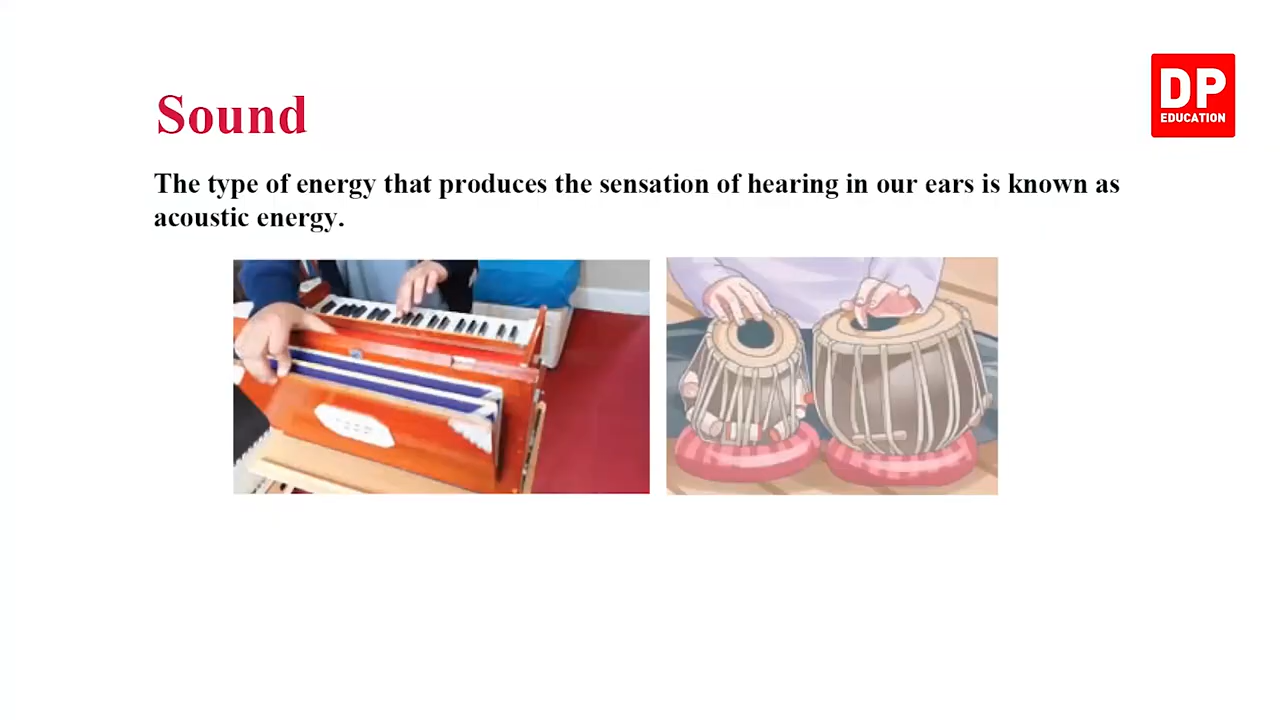 DP
EDUCATION
Sound
The type of energy that produces the sensation of hearing in our ears is known as
acoustic energy.